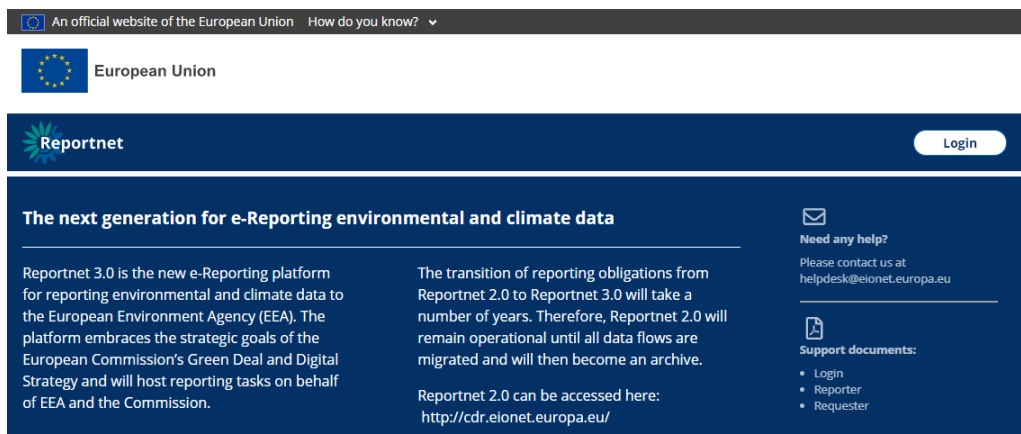 An official website of the European Union How do you know?
European Union
Reportnet
Login
The next generation for e-Reporting environmental and climate data
Reportnet 3.0 is the new e-Reporting platform
for reporting environmental and climate data to
the European Environment Agency (EEA). The
platform embraces the strategic goals of the
European Commission's Green Deal and Digital
Strategy and will host reporting tasks on behalf
of EEA and the Commission.
The transition of reporting obligations from
Reportnet 2.0 to Reportnet 3.0 will take a
number of years. Therefore, Reportnet 2.0 will
remain operational until all data flows are
migrated and will then become an archive.
Reportnet 2.0 can be accessed here:
http://cdr.eionet.europa.eu/
Need any help?
Please contact us at
helpdesk@eionet.europa.eu
Support documents:
• Login
• Reporter
• Requester